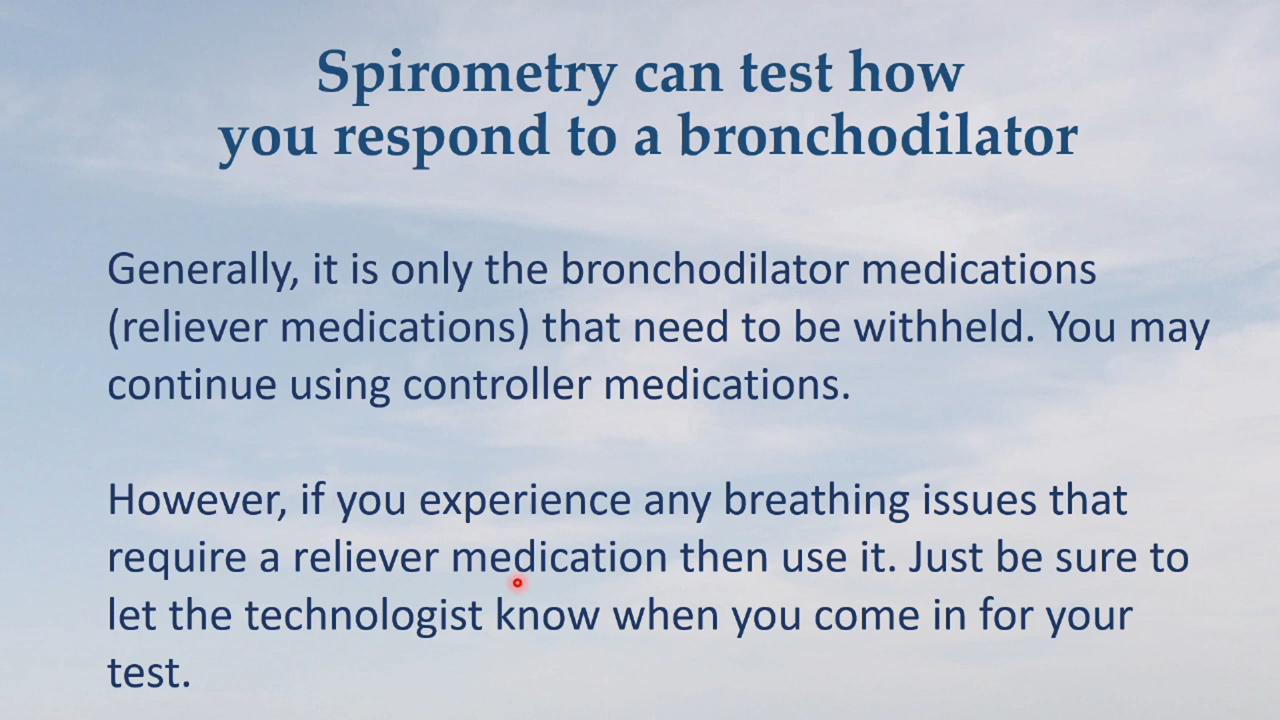 Spirometry can test how
you respond to a bronchodilator
Generally, it is only the bronchodilator medications
(reliever medications) that need to be withheld. You may
continue using controller medications.
However, if you experience any breathing issues that
require a reliever medication then use it. Just be sure to
let the technologist know when you come in for your
test.